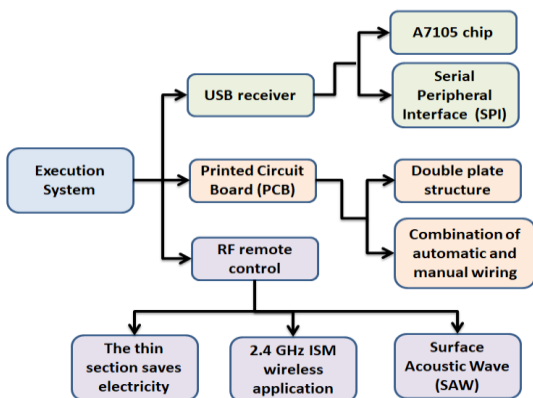 A7105 chip
USB receiver
Serial
Peripheral
Interface (SPI)
Execution
System
Printed Circuit
Board (PCB)
Double plate
structure
Combination of
automatic and
manual wiring
RF remote
control
The thin
section saves
electricity
2.4 GHz ISM
wireless
application
Surface
Acoustic Wave
(SAW)